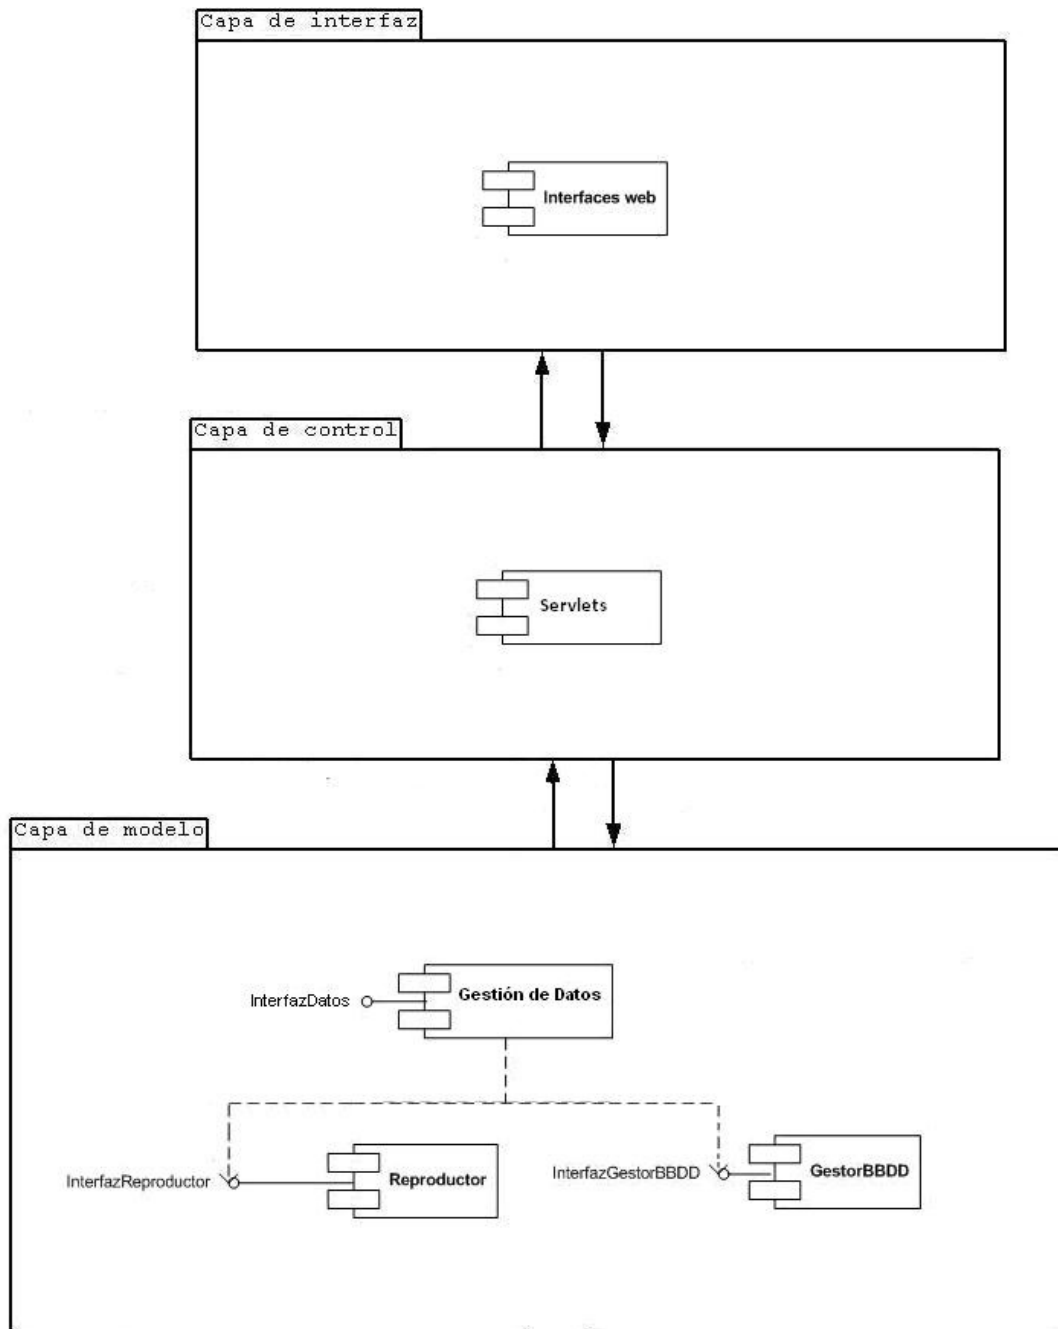 Capa de interfaz
Interfaces web
Capa de control
Servlets
Capa de modelo
InterfazDatos
Gestión de Datos
InterfazReproductor
Reproductor
InterfazGestorBBDD
GestorBBDD